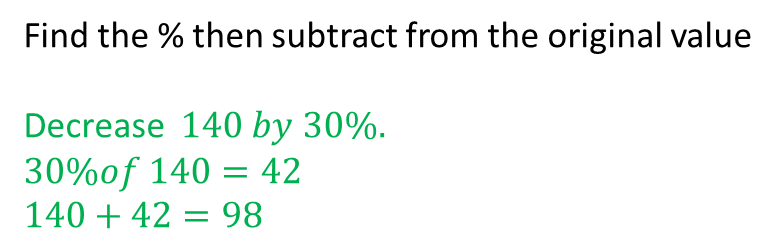 Find the % then subtract from the original value
Decrease 140 by 30%.
30%of 140 = 42
140 + 42 = 98